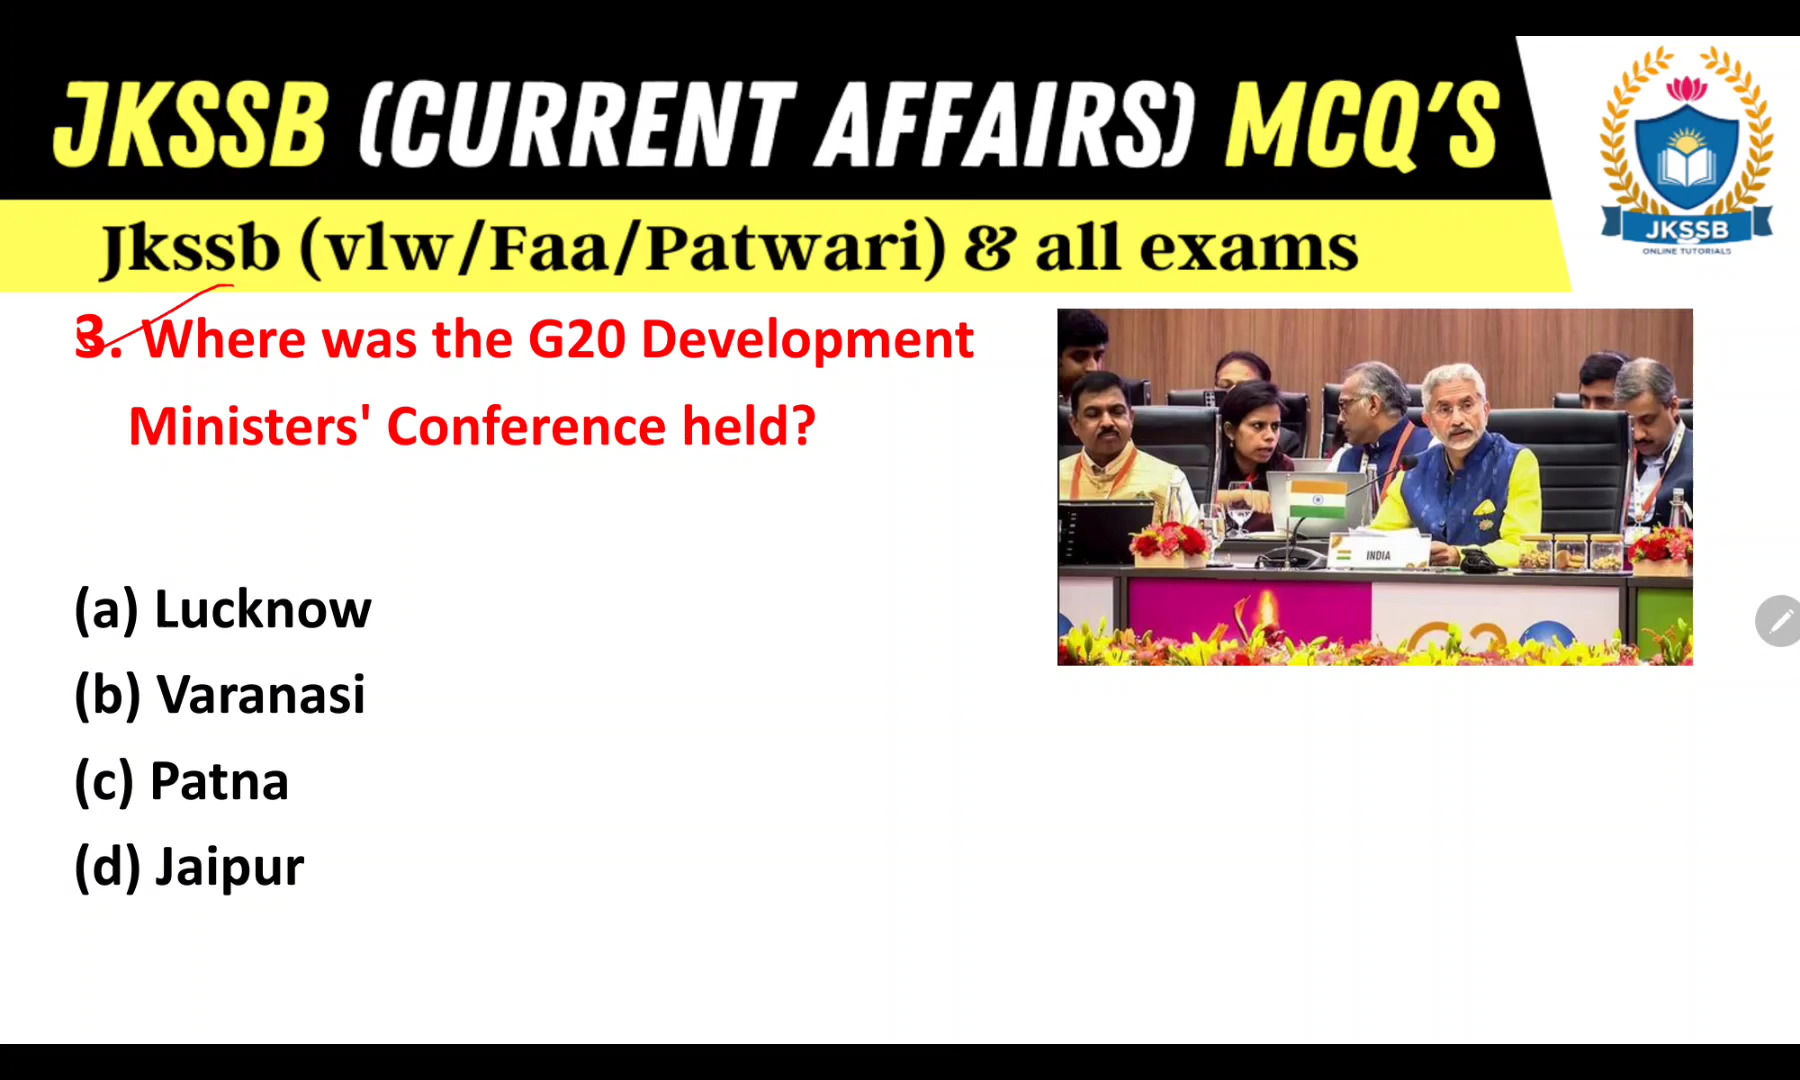 JKSSB (CURRENT AFFAIRS) MCQ'S
JKSSB
ONLINE TUTORIALS
Jkssb (vlw/Faa/Patwari) & all exams
3. Where was the G20 Development
Ministers' Conference held?
INDIA
G20
(a) Lucknow
(b) Varanasi
(c) Patna
(d) Jaipur